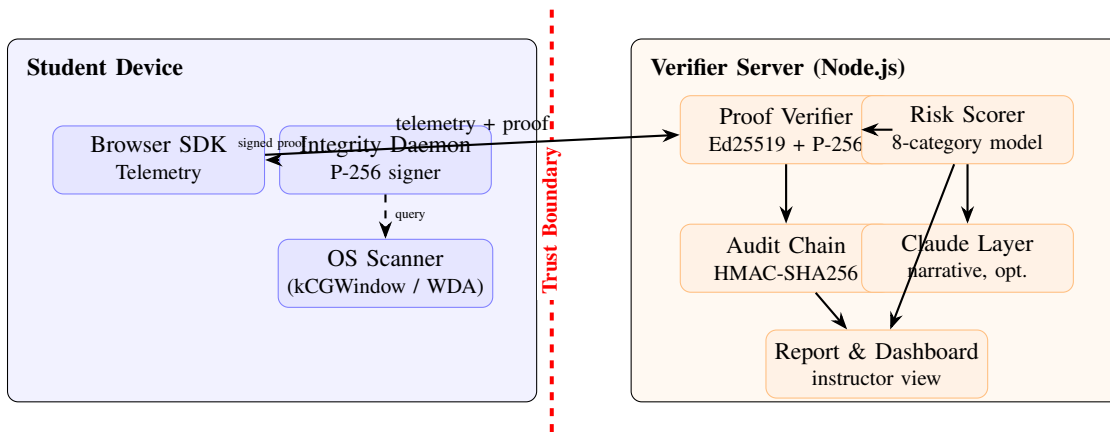 Student Device
Browser SDK
Telemetry
signed proof
Integrity Daemon
P-256 signer
query
OS Scanner
(kCGWindow / WDA)
telemetry + proof
Trust Boundary
Verifier Server (Node.js)
Proof Verifier
Ed25519 + P-256
Risk Scorer
8-category model
Audit Chain
HMAC-SHA256
Claude Layer
narrative, opt.
Report & Dashboard
instructor view